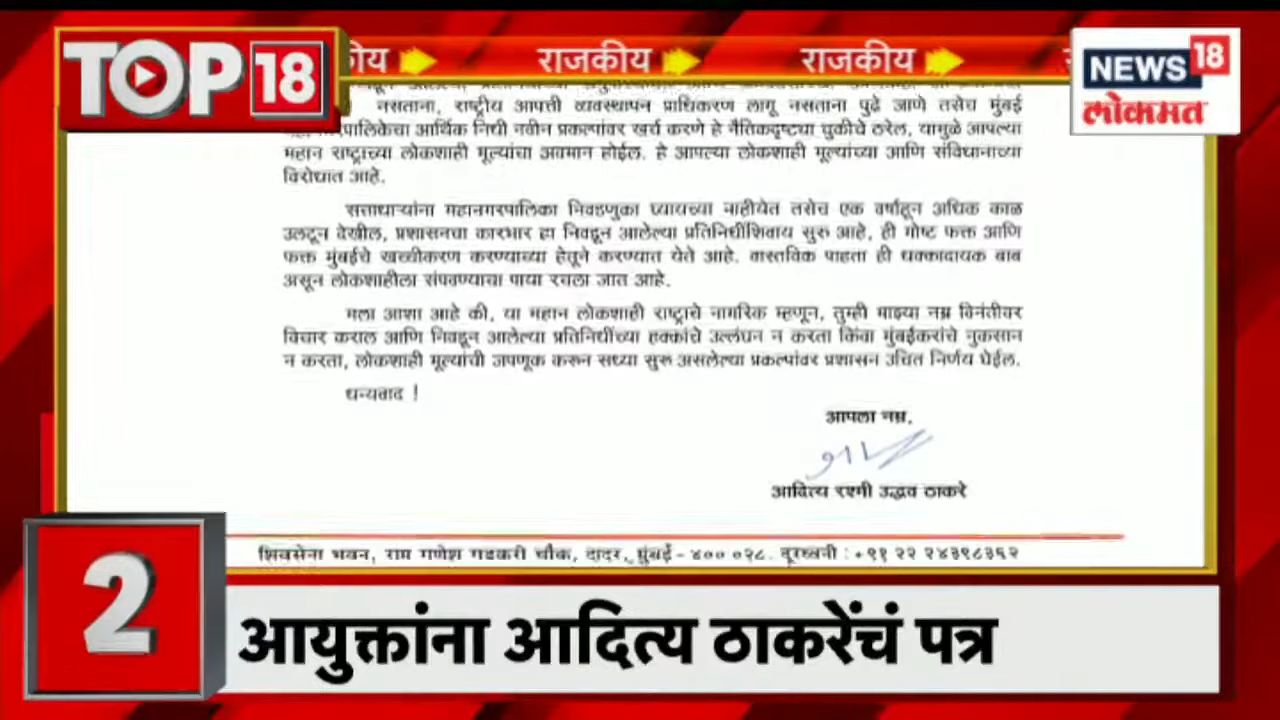 TOP 18
राजकीय
राजकीय
NEWS 18
लोकमत
नसताना, राष्ट्रीय आपत्ती व्यवस्थापन प्राधिकरण लागू नसताना पुढे जाणे तसेच मुंबई
आर्थिक निधी नवीन प्रकल्पांवर खर्च करणे हे नैतिकदृष्ट्या चुकीचे ठरेल, यामुळे आपल्या
महान राष्ट्राच्या लोकशाही मूल्यांचा अवमान होईल. हे आपल्या लोकशाही मूल्यांच्या आणि संविधानाच्या
विरोधात आहे.
सत्ताधाऱ्यांना महानगरपालिका निवडणुका घ्यायच्या नाहीयेत तसेच एक वर्षाहून अधिक काळ
उलटून देखील, प्रशासनचा कारभार हा निवडून आलेल्या प्रतिनिधींशिवाय सुरु आहे, ही गोष्ट फक्त आणि
फक्त मुंबईचे खच्चीकरण करण्याच्या हेतूने करण्यात येते आहे. वास्तविक पाहता ही धक्कादायक बाब
असून लोकशाहीला संपवण्याचा पाया रचला जात आहे.
मला आशा आहे की, या महान लोकशाही राष्ट्राचे नागरिक म्हणून, तुम्ही माझ्या नम्र विनंतीवर
विचार कराल आणि निवडून आलेल्या प्रतिनिधींच्या हक्कांचे उल्लंघन न करता किंवा मुंबईकरांचे नुकसान
न करता, लोकशाही मूल्यांची जपणूक करून सध्या सुरु असलेल्या प्रकल्पांवर प्रशासन उचित निर्णय घेईल.
धन्यवाद !
आपला नम्र,
आदित्य रश्मी उद्धव ठाकरे
शिवसेना भवन, राम गणेश गडकरी चौक, दादर, मुंबई - ४०० ०२८. दूरध्वनी : +९१ २२ २४३९८३६२
2
आयुक्तांना आदित्य ठाकरेंचं पत्र